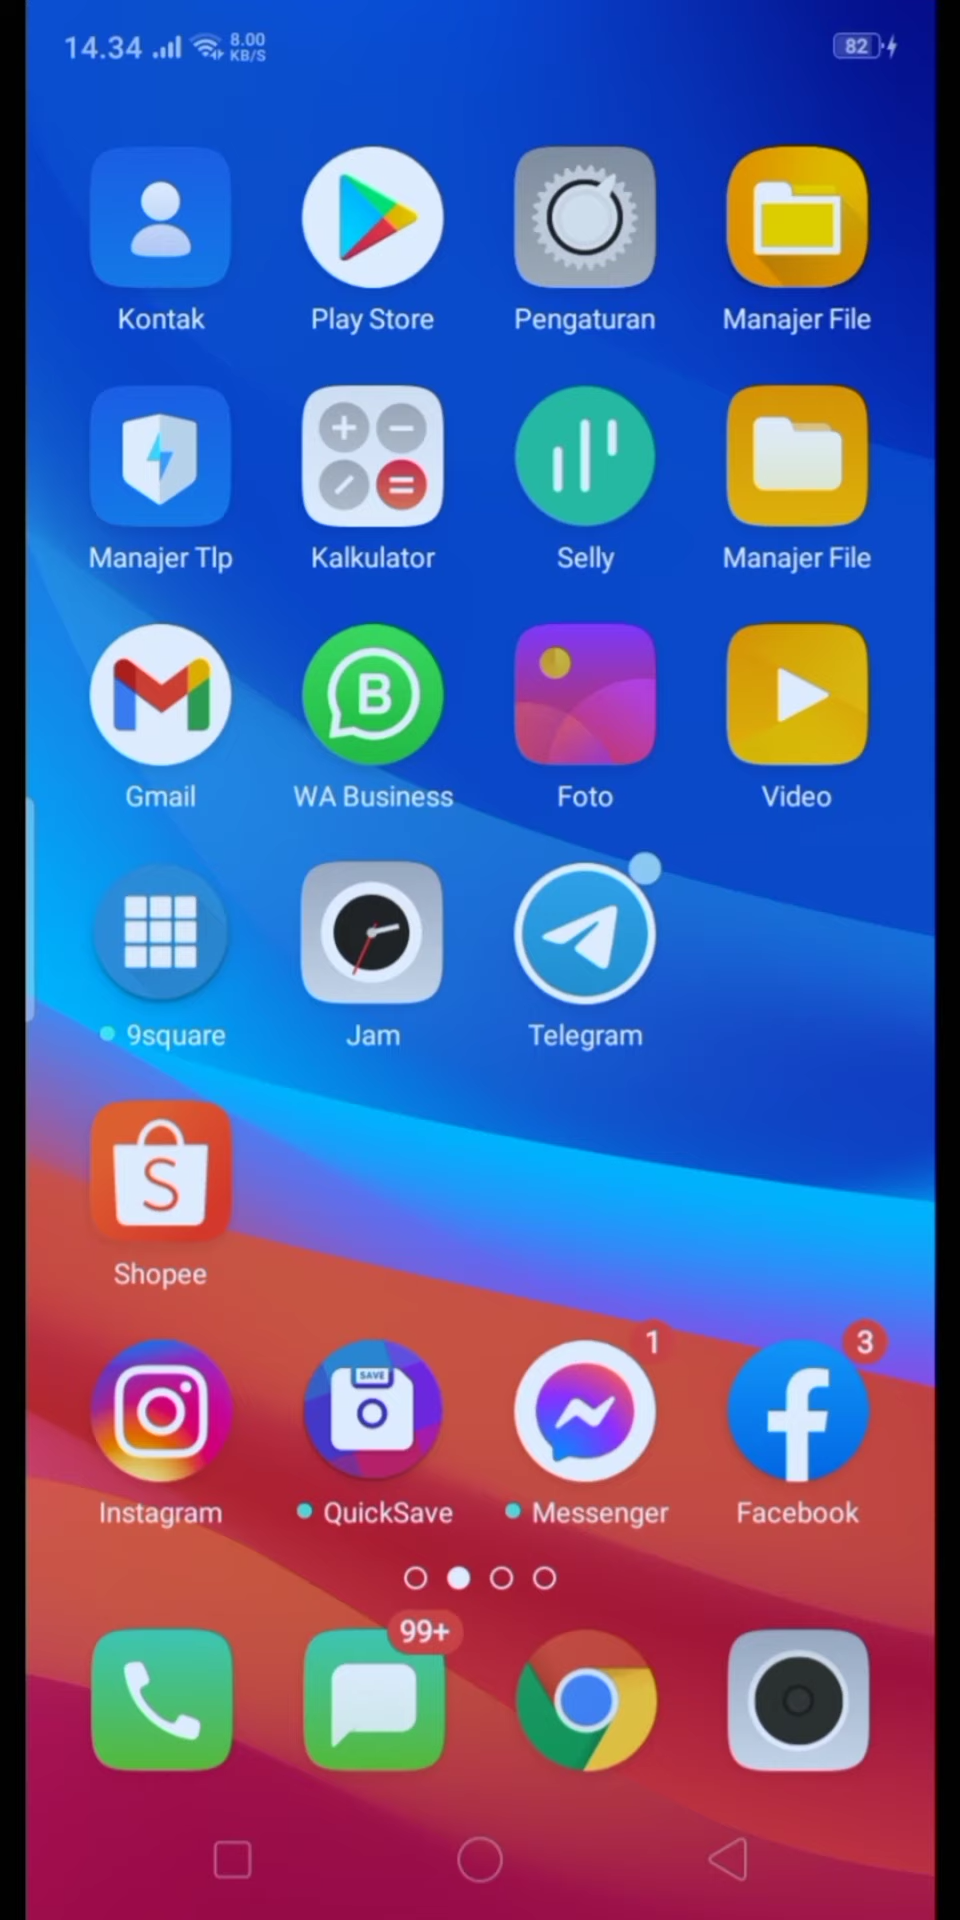 14.34 8.00 KB/S 82
Kontak Play Store Pengaturan Manajer File
Manajer Tlp Kalkulator Selly Manajer File
B
Gmail WA Business Foto Video
9square Jam Telegram
S
Shopee
SAVE 1 3
Instagram QuickSave Messenger Facebook
99+